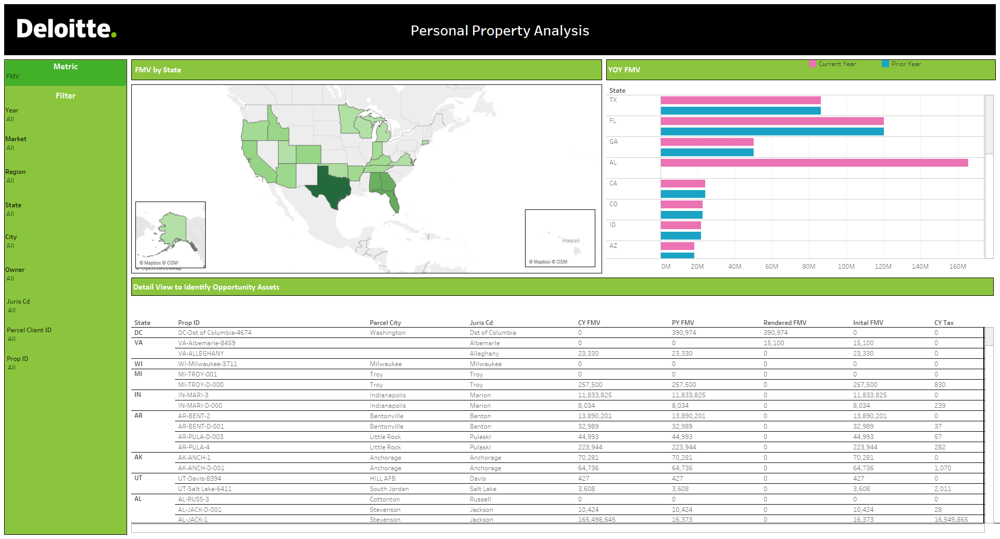 Deloitte.
Personal Property Analysis
Metric
FMV
Filter
Year
All
Market
All
Region
All
State
All
City
All
Owner
All
Juris Cd
All
Parcel Client ID
All
Prop ID
All
FMV by State
© Mapbox © OSM
© OpenStreetMap
Hawaii
© Mapbox © OSM
YOY FMV
Current Year
Prior Year
State
TX
FL
GA
AL
CA
CO
ID
AZ
0M 20M 40M 60M 80M 100M 120M 140M 160M
Detail View to Identify Opportunity Assets
State Prop ID Parcel City Juris Cd CY FMV PY FMV Rendered FMV Inital FMV CY Tax
DC DC-Dst of Columbia-4674 Washington Dst of Columbia 0 390,974 390,974 0 0
VA VA-Albemarle-8459 Albemarle 0 0 15,100 15,100 0
VA-ALLEGHANY Alleghany 23,330 23,330 0 23,330 0
WI WI-Milwaukee-3711 Milwaukee Milwaukee 0 0 0 0 0
MI MI-TROY-001 Troy Troy 0 0 0 0 0
MI-TROY-D-000 Troy Troy 257,500 257,500 0 257,500 830
IN IN-MARI-3 Indianapolis Marion 11,833,825 11,833,825 0 11,833,825 0
IN-MARI-D-000 Indianapolis Marion 8,034 8,034 0 8,034 239
AR AR-BENT-2 Bentonville Benton 13,890,201 13,890,201 0 13,890,201 0
AR-BENT-D-001 Bentonville Benton 32,989 32,989 0 32,989 37
AR-PULA-D-003 Little Rock Pulaski 44,993 44,993 0 44,993 57
AR-PULA-4 Little Rock Pulaski 223,944 223,944 0 223,944 282
AK AK-ANCH-1 Anchorage Anchorage 70,281 70,281 0 70,281 0
AK-ANCH-D-001 Anchorage Anchorage 64,736 64,736 0 64,736 1,070
UT UT-Davis-8394 HILL AFB Davis 427 427 0 427 0
UT-Salt Lake-6411 South Jordan Salt Lake 3,608 3,608 0 3,608 2,011
AL AL-RUSS-3 Cottonton Russell 0 0 0 0 0
AL-JACK-D-001 Stevenson Jackson 10,424 10,424 0 10,424 28
AL-JACK-1 Stevenson Jackson 165,498,645 16,373 0 16,373 16,549,865